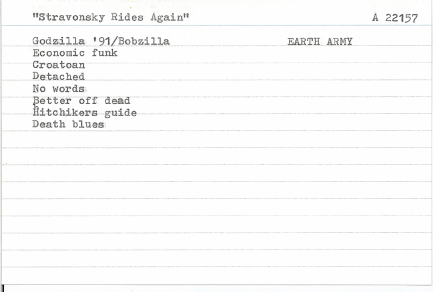 "Stravonsky Rides Again" A 22157
Godzilla '91/Bobzilla EARTH ARMY
Economic funk
Croatoan
Detached
No words
Better off dead
Hitchikers guide
Death blues